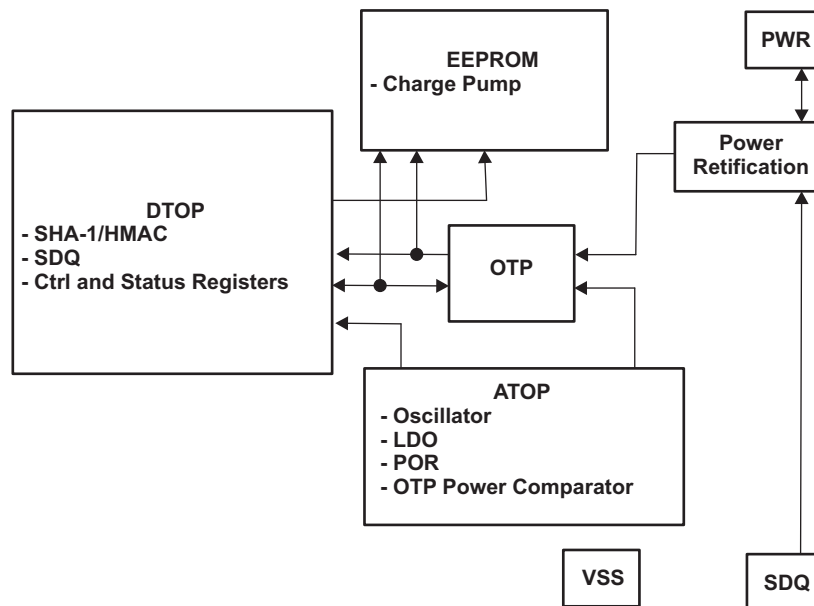 EEPROM
- Charge Pump
PWR
Power
Retification
DTOP
- SHA-1/HMAC
- SDQ
- Ctrl and Status Registers
OTP
ATOP
- Oscillator
- LDO
- POR
- OTP Power Comparator
VSS
SDQ